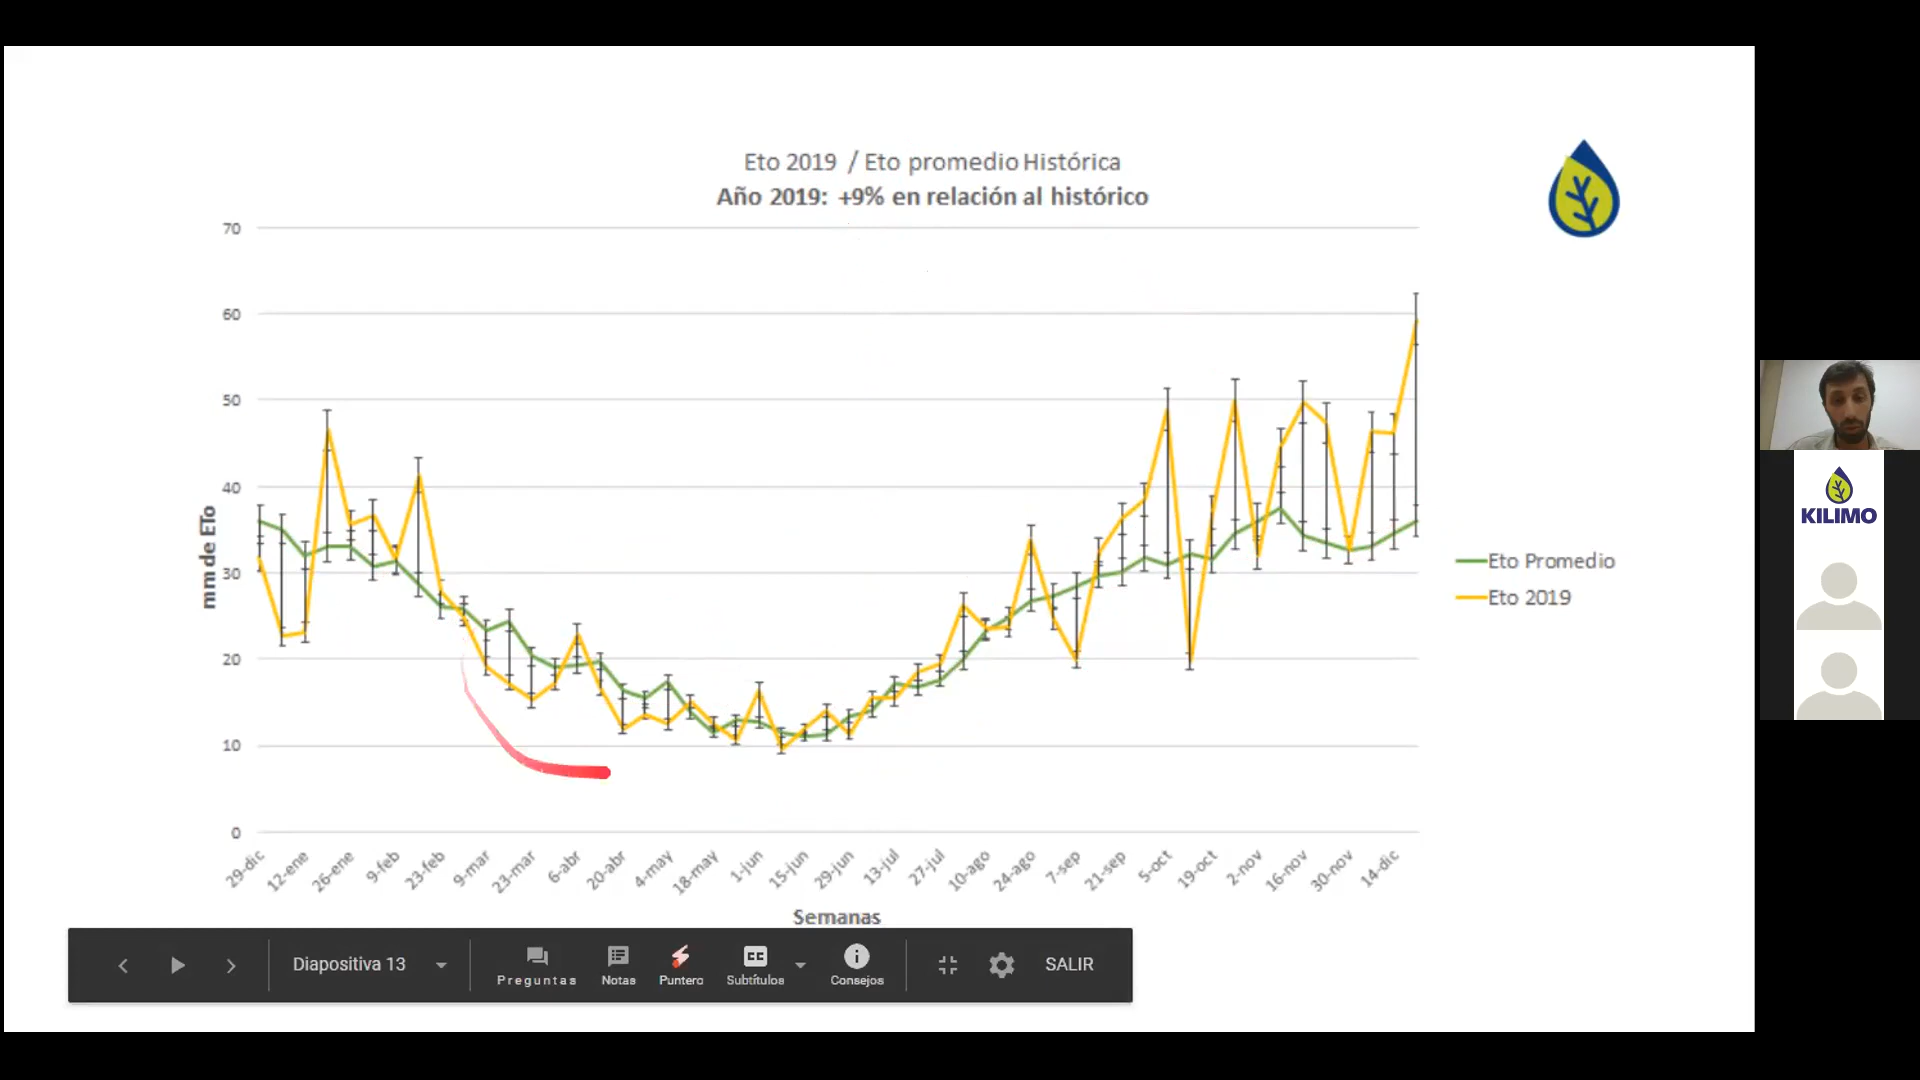 Eto 2019 / Eto promedio Histórica
Año 2019: +9% en relación al histórico
70
60
50
40
30
20
10
0
mm de ETo
29-dic
12-ene
26-ene
9-feb
23-feb
9-mar
23-mar
6-abr
20-abr
4-may
18-may
1-jun
15-jun
29-jun
13-jul
27-jul
10-ago
24-ago
7-sep
21-sep
5-oct
19-oct
2-nov
16-nov
30-nov
14-dic
Semanas
Eto Promedio
Eto 2019
KILIMO
Diapositiva 13
Preguntas
Notas
Puntero
CC
Subtítulos
Consejos
SALIR